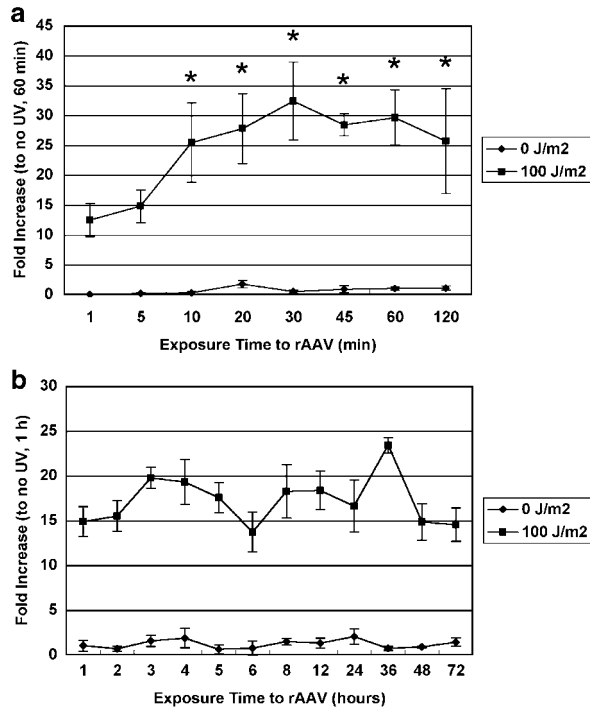 a
Fold Increase (to no UV, 60 min)
45
40
35
30
25
20
15
10
5
0
* * * * * *
1 5 10 20 30 45 60 120
Exposure Time to rAAV (min)
0 J/m2
100 J/m2
b
Fold Increase (to no UV, 1 h)
30
25
20
15
10
5
0
1 2 3 4 5 6 8 12 24 36 48 72
Exposure Time to rAAV (hours)
0 J/m2
100 J/m2